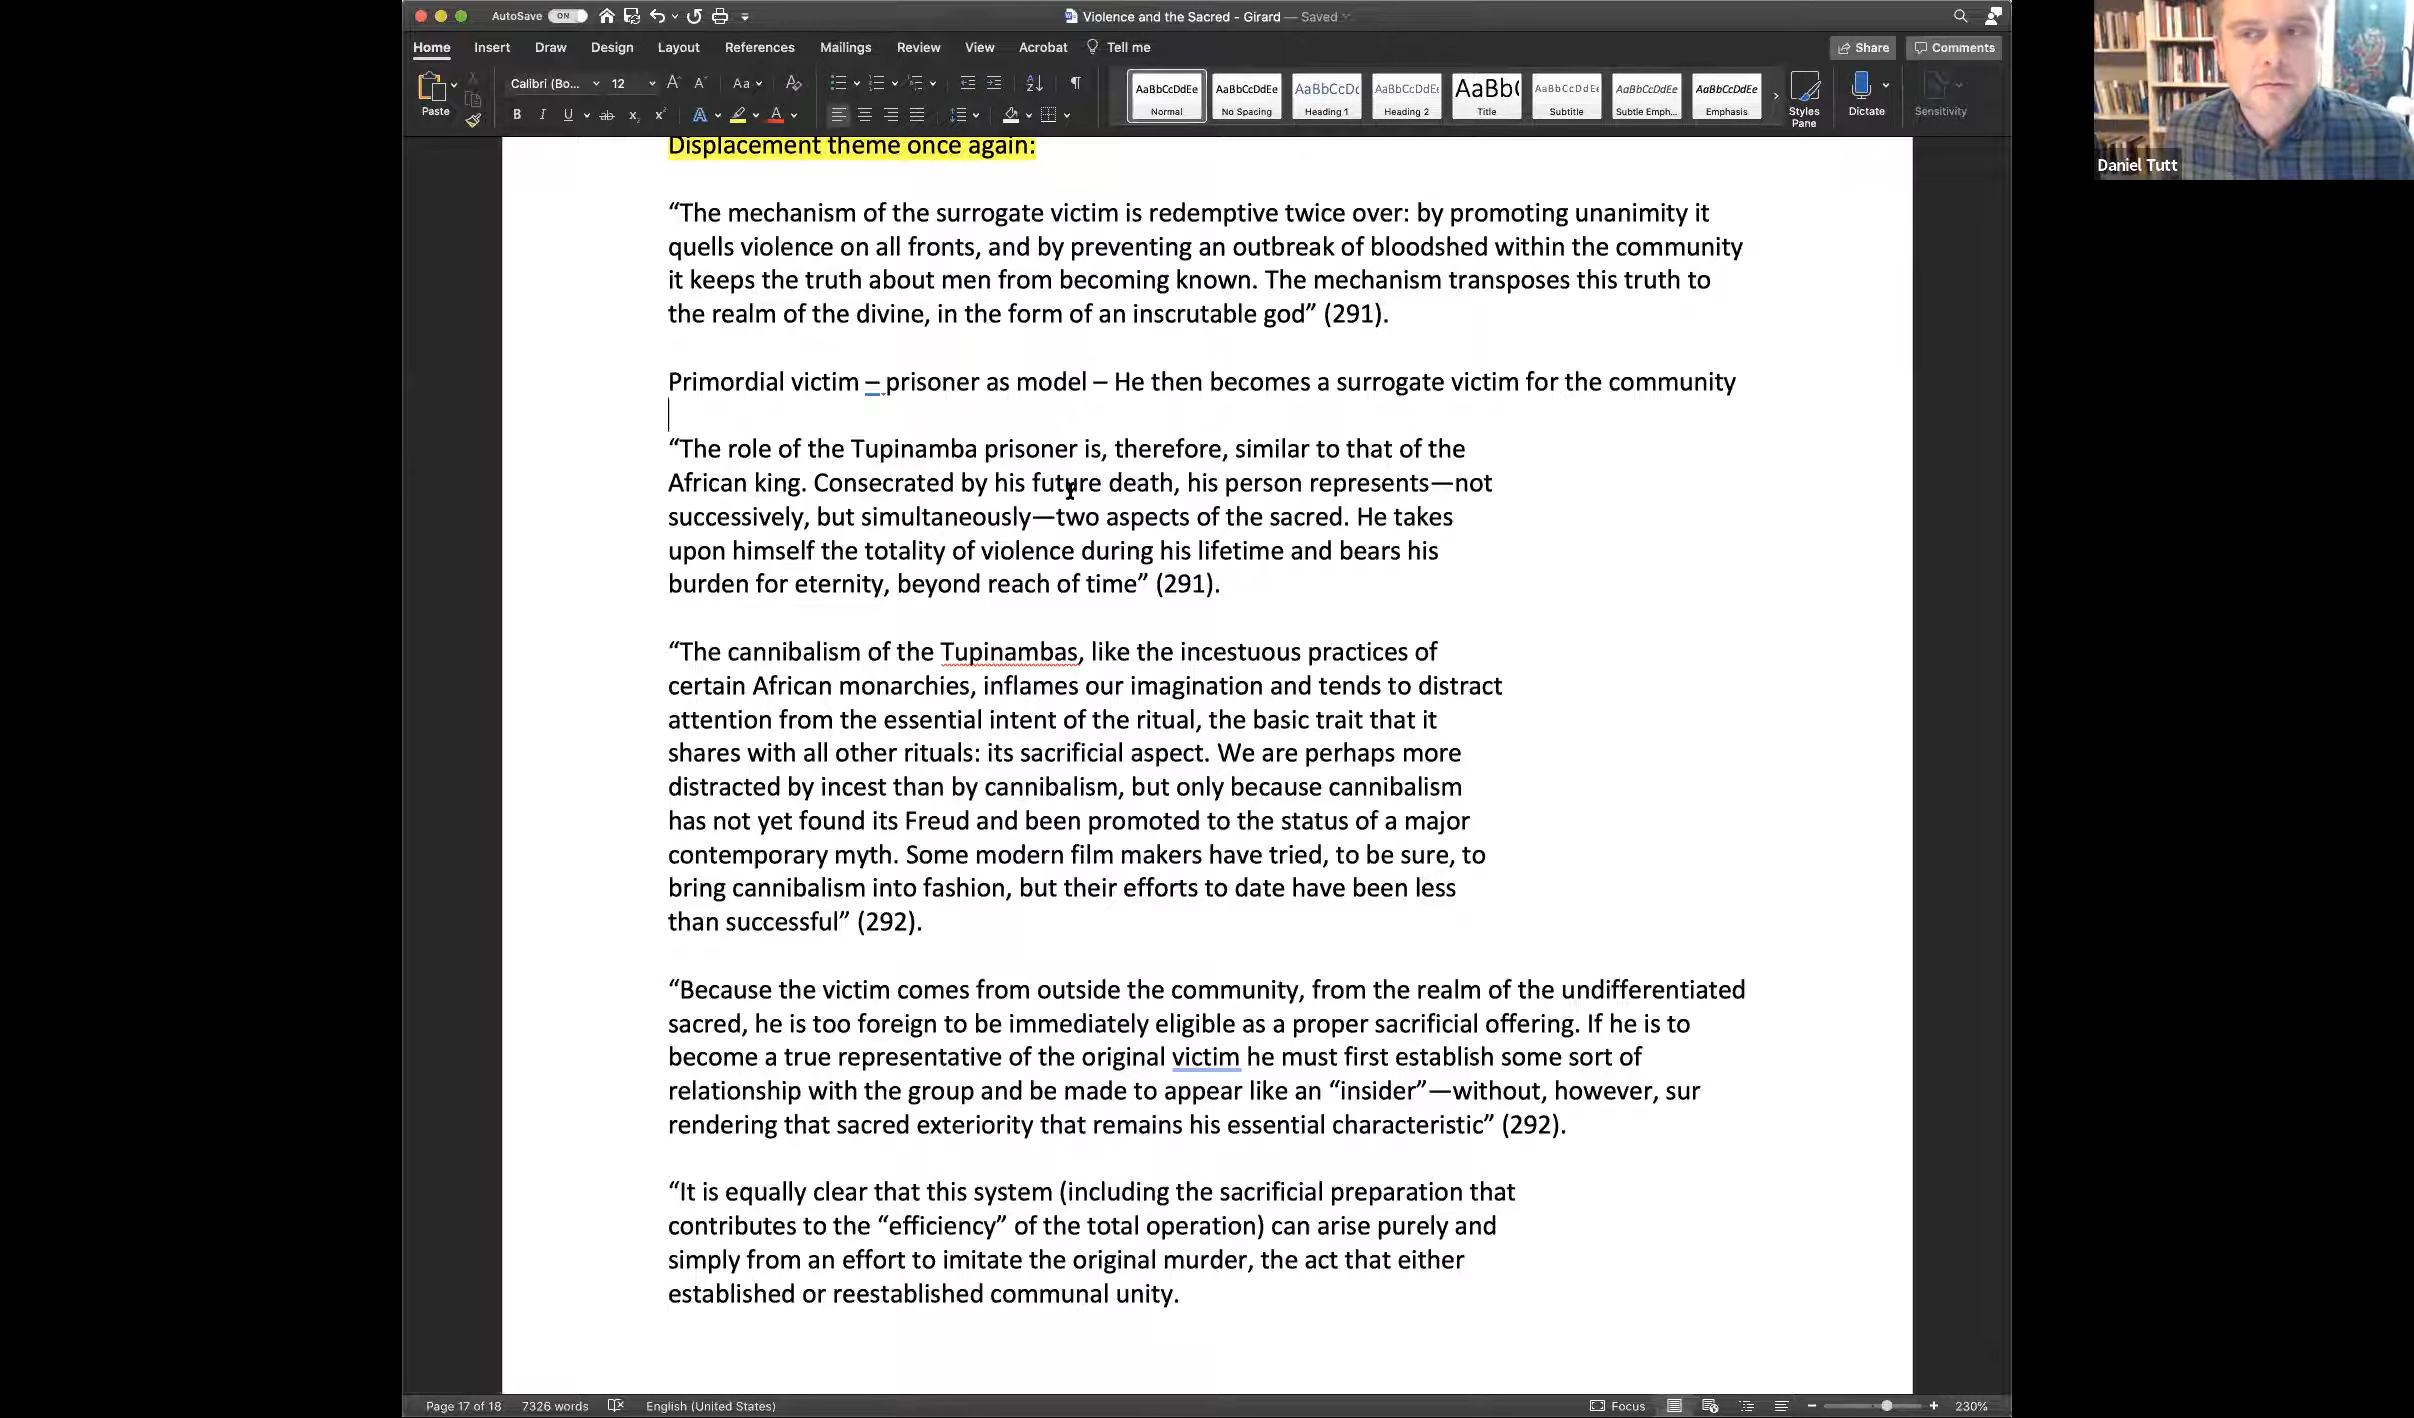 AutoSave ON Violence and the Sacred - Girard — Saved
Home Insert Draw Design Layout References Mailings Review View Acrobat Tell me Share Comments
Paste Calibri (Bo... 12 Aa AaBbCcDdEe Normal AaBbCcDdEe No Spacing AaBbCcDc Heading 1 AaBbCcDdEe Heading 2 AaBb( Title AaBbCcDdEe Subtitle AaBbCcDdEe Subtle Emph... AaBbCcDdEe Emphasis Styles Pane Dictate Sensitivity
B I U ab x₂ x² A A
Daniel Tutt
Displacement theme once again:
“The mechanism of the surrogate victim is redemptive twice over: by promoting unanimity it
quells violence on all fronts, and by preventing an outbreak of bloodshed within the community
it keeps the truth about men from becoming known. The mechanism transposes this truth to
the realm of the divine, in the form of an inscrutable god” (291).
Primordial victim – prisoner as model – He then becomes a surrogate victim for the community
“The role of the Tupinamba prisoner is, therefore, similar to that of the
African king. Consecrated by his future death, his person represents—not
successively, but simultaneously—two aspects of the sacred. He takes
upon himself the totality of violence during his lifetime and bears his
burden for eternity, beyond reach of time” (291).
“The cannibalism of the Tupinambas, like the incestuous practices of
certain African monarchies, inflames our imagination and tends to distract
attention from the essential intent of the ritual, the basic trait that it
shares with all other rituals: its sacrificial aspect. We are perhaps more
distracted by incest than by cannibalism, but only because cannibalism
has not yet found its Freud and been promoted to the status of a major
contemporary myth. Some modern film makers have tried, to be sure, to
bring cannibalism into fashion, but their efforts to date have been less
than successful” (292).
“Because the victim comes from outside the community, from the realm of the undifferentiated
sacred, he is too foreign to be immediately eligible as a proper sacrificial offering. If he is to
become a true representative of the original victim he must first establish some sort of
relationship with the group and be made to appear like an “insider”—without, however, sur
rendering that sacred exteriority that remains his essential characteristic” (292).
“It is equally clear that this system (including the sacrificial preparation that
contributes to the “efficiency” of the total operation) can arise purely and
simply from an effort to imitate the original murder, the act that either
established or reestablished communal unity.
Page 17 of 18 7326 words English (United States) Focus 230%